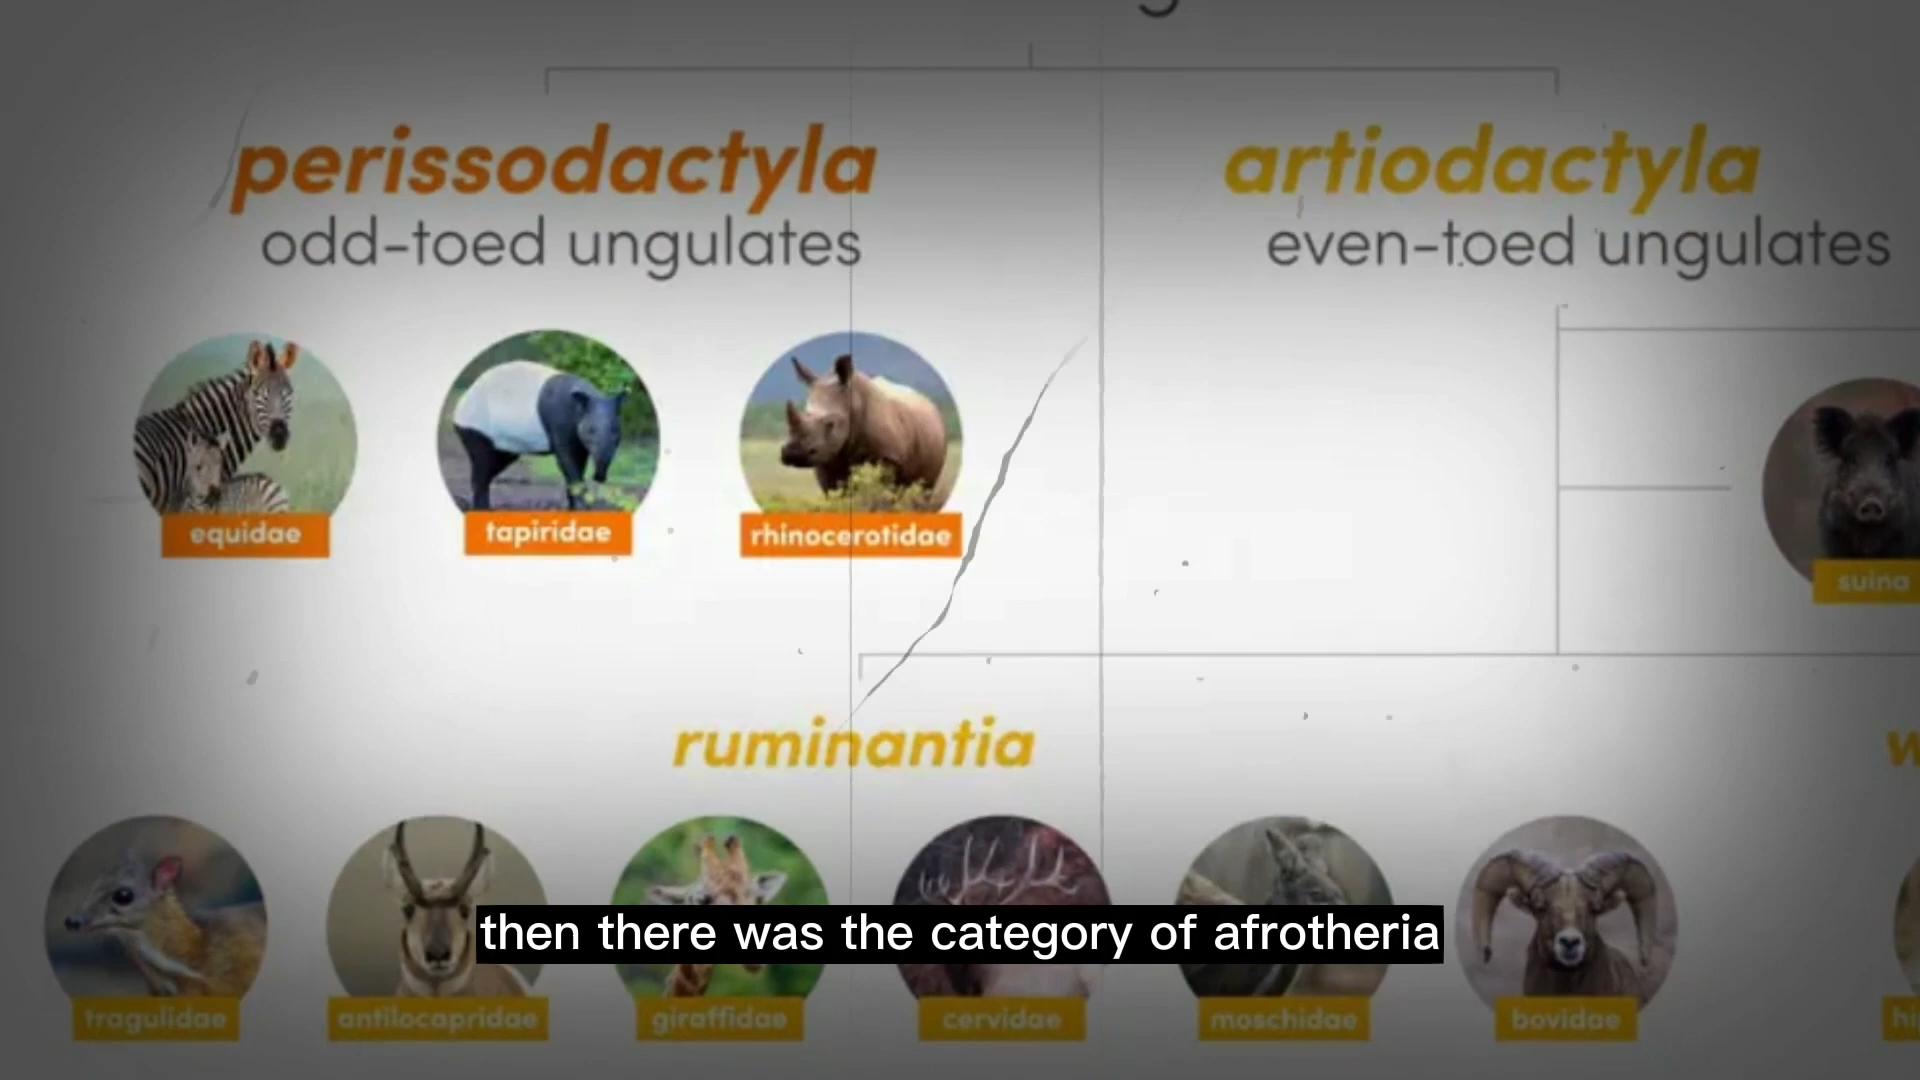 perissodactyla
odd-toed ungulates
artiodactyla
even-toed ungulates
equidae
tapiridae
rhinocerotidae
suina
ruminantia
then there was the category of afrotheria
tragulidae
antilocapridae
giraffidae
cervidae
moschidae
bovidae